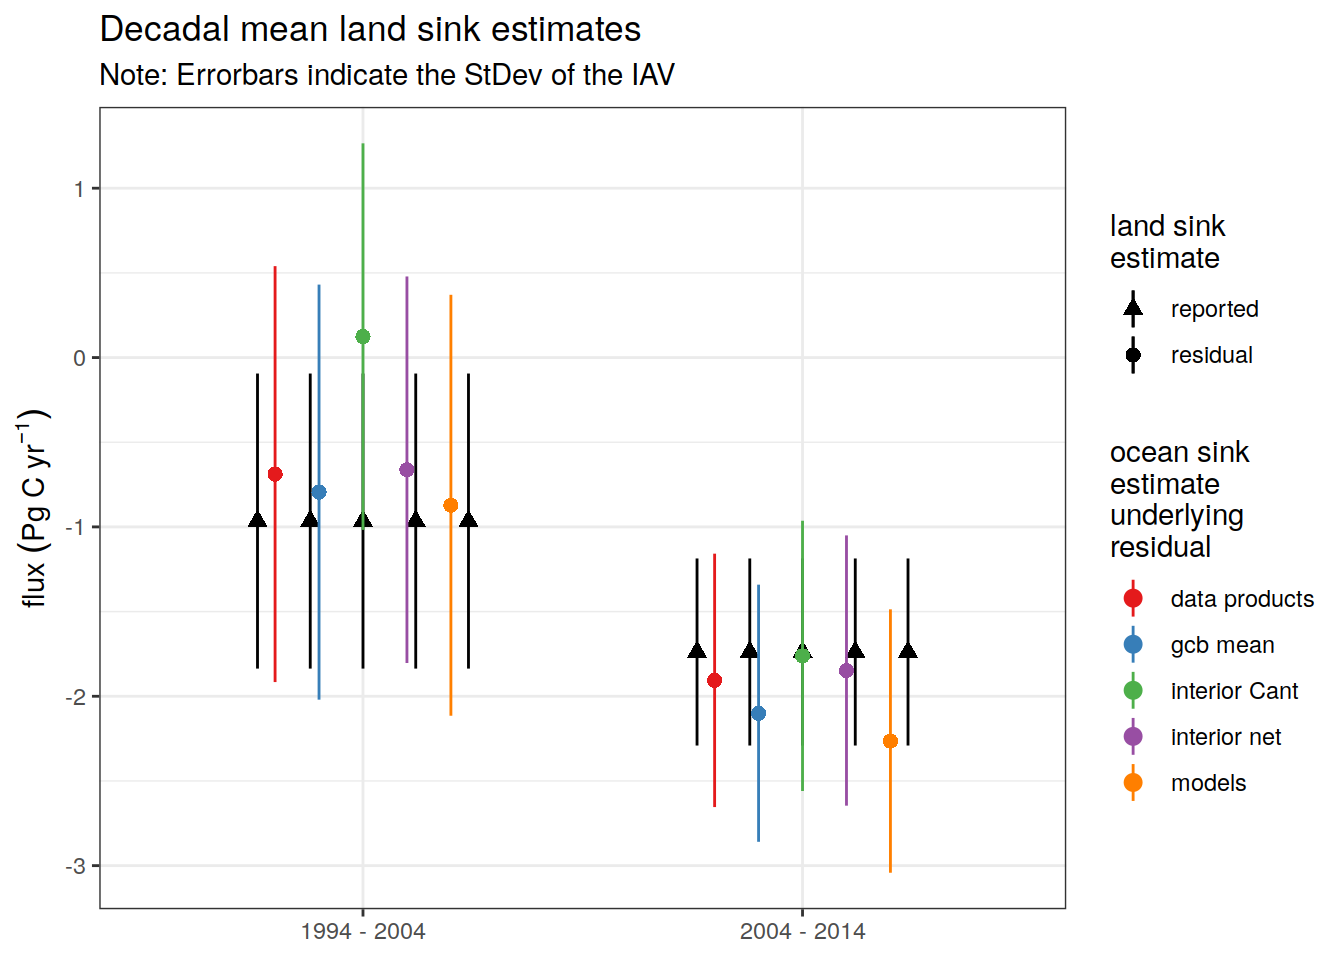 Decadal mean land sink estimates
Note: Errorbars indicate the StDev of the IAV
flux (Pg C yr⁻¹)
1
0
-1
-2
-3
1994 - 2004
2004 - 2014
land sink
estimate
reported
residual
ocean sink
estimate
underlying
residual
data products
gcb mean
interior Cant
interior net
models